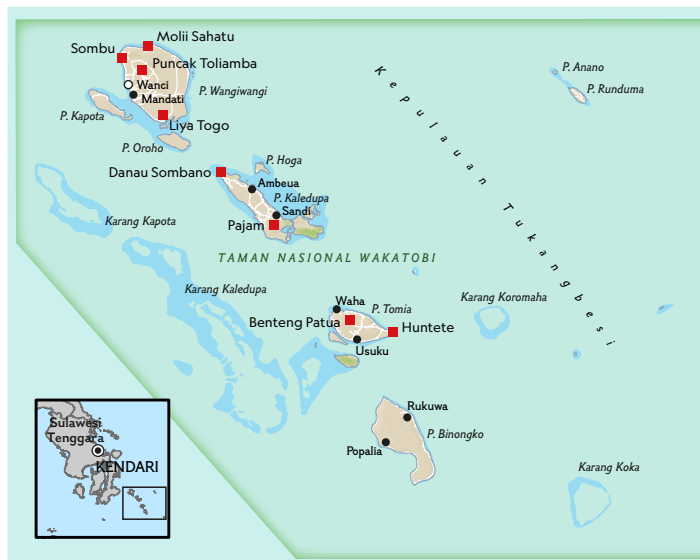 Molii Sahatu
Sombu
Puncak Toliamba
Wanci
Mandati
P. Wangiwangi
P. Kapota
Liya Togo
P. Oroho
P. Anano
P. Runduma
Kepulauan Tukangbesi
P. Hoga
Danau Sombano
Ambeua
P. Kaledupa
Sandi
Pajam
Karang Kapota
TAMAN NASIONAL WAKATOBI
Karang Kaledupa
Waha
P. Tomia
Karang Koromaha
Benteng Patua
Huntete
Usuku
Rukuwa
P. Binongko
Popalia
Karang Koka
Sulawesi
Tenggara
KENDARI